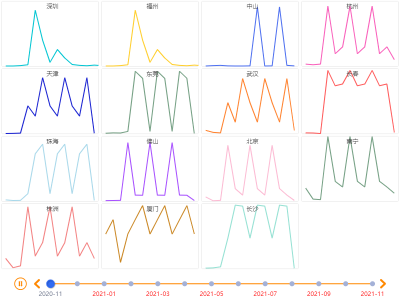 深圳
福州
中山
杭州
天津
东莞
武汉
长春
珠海
佛山
北京
南宁
株洲
厦门
长沙
2020-11
2021-01
2021-03
2021-05
2021-07
2021-09
2021-11